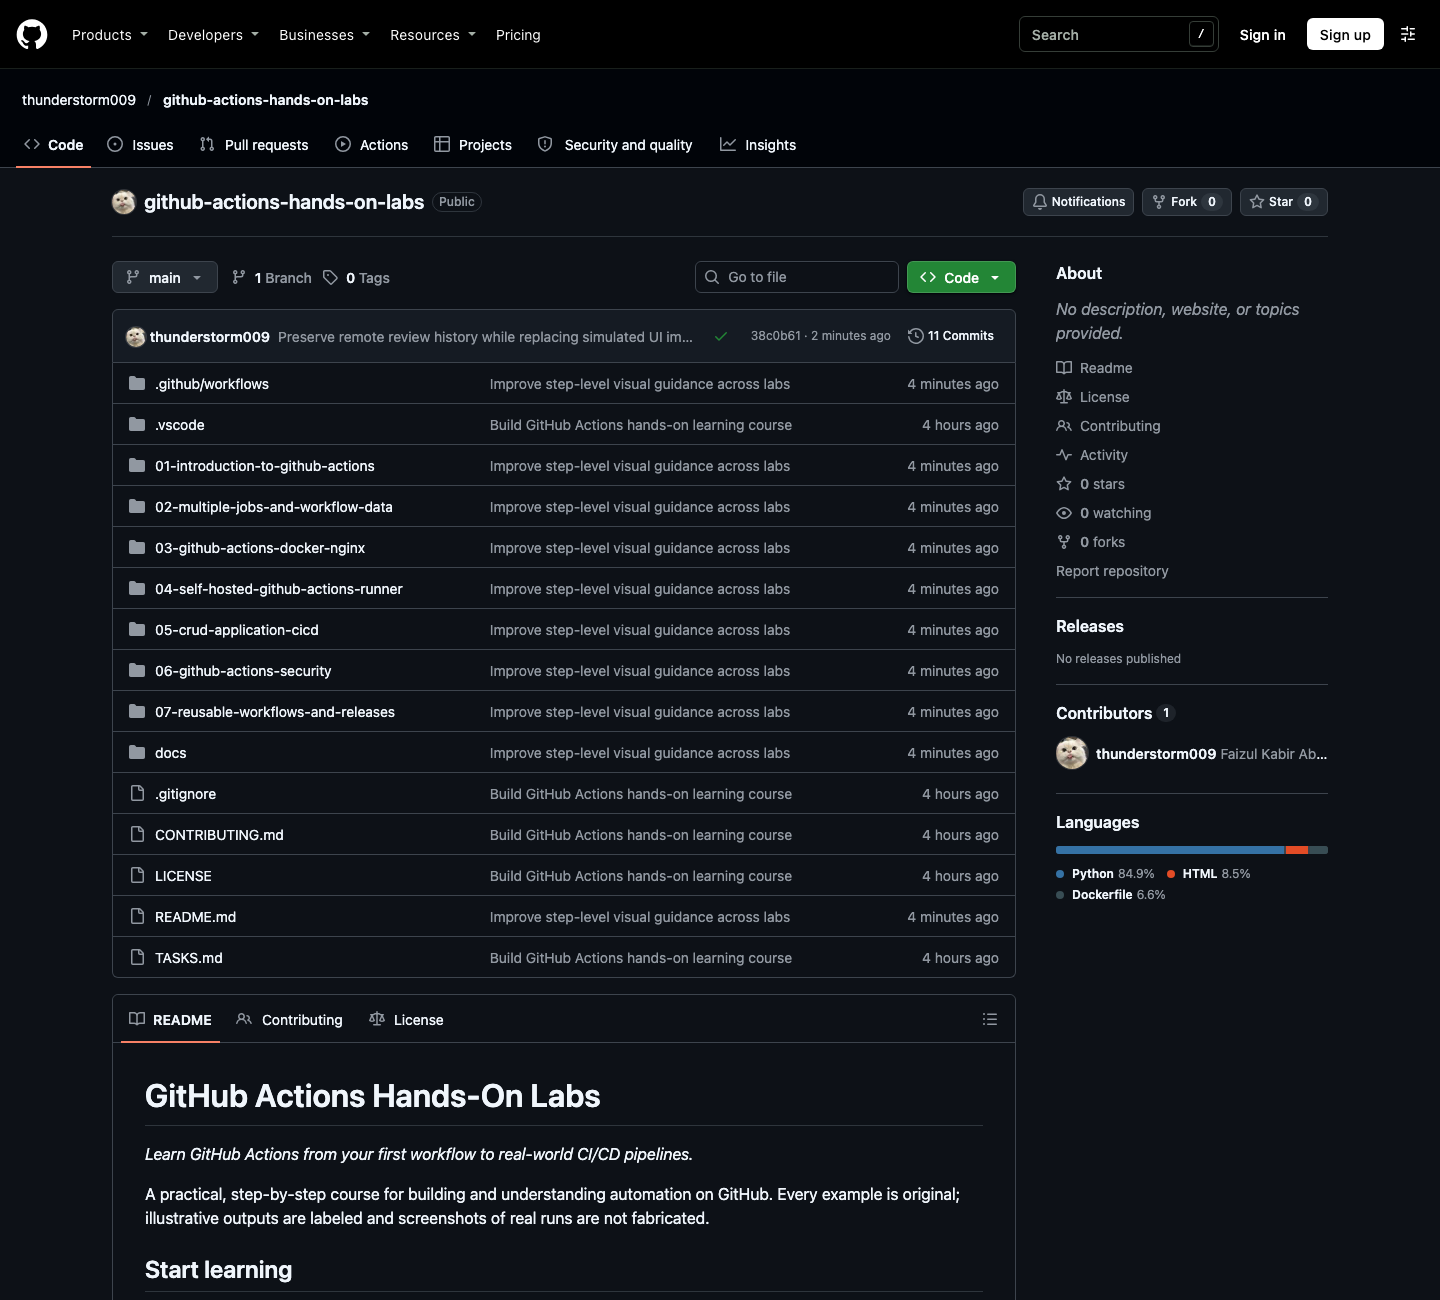 Products Developers Businesses Resources Pricing Search / Sign in Sign up
thunderstorm009 / github-actions-hands-on-labs
Code Issues Pull requests Actions Projects Security and quality Insights
github-actions-hands-on-labs Public Notifications Fork 0 Star 0
main 1 Branch 0 Tags Go to file Code
thunderstorm009 Preserve remote review history while replacing simulated UI im... 38c0b61 · 2 minutes ago 11 Commits
.github/workflows Improve step-level visual guidance across labs 4 minutes ago
.vscode Build GitHub Actions hands-on learning course 4 hours ago
01-introduction-to-github-actions Improve step-level visual guidance across labs 4 minutes ago
02-multiple-jobs-and-workflow-data Improve step-level visual guidance across labs 4 minutes ago
03-github-actions-docker-nginx Improve step-level visual guidance across labs 4 minutes ago
04-self-hosted-github-actions-runner Improve step-level visual guidance across labs 4 minutes ago
05-crud-application-cicd Improve step-level visual guidance across labs 4 minutes ago
06-github-actions-security Improve step-level visual guidance across labs 4 minutes ago
07-reusable-workflows-and-releases Improve step-level visual guidance across labs 4 minutes ago
docs Improve step-level visual guidance across labs 4 minutes ago
.gitignore Build GitHub Actions hands-on learning course 4 hours ago
CONTRIBUTING.md Build GitHub Actions hands-on learning course 4 hours ago
LICENSE Build GitHub Actions hands-on learning course 4 hours ago
README.md Improve step-level visual guidance across labs 4 minutes ago
TASKS.md Build GitHub Actions hands-on learning course 4 hours ago
README Contributing License
GitHub Actions Hands-On Labs
Learn GitHub Actions from your first workflow to real-world CI/CD pipelines.
A practical, step-by-step course for building and understanding automation on GitHub. Every example is original;
illustrative outputs are labeled and screenshots of real runs are not fabricated.
Start learning
About
No description, website, or topics
provided.
Readme
License
Contributing
Activity
0 stars
0 watching
0 forks
Report repository
Releases
No releases published
Contributors 1
thunderstorm009 Faizul Kabir Ab...
Languages
Python 84.9% HTML 8.5%
Dockerfile 6.6%